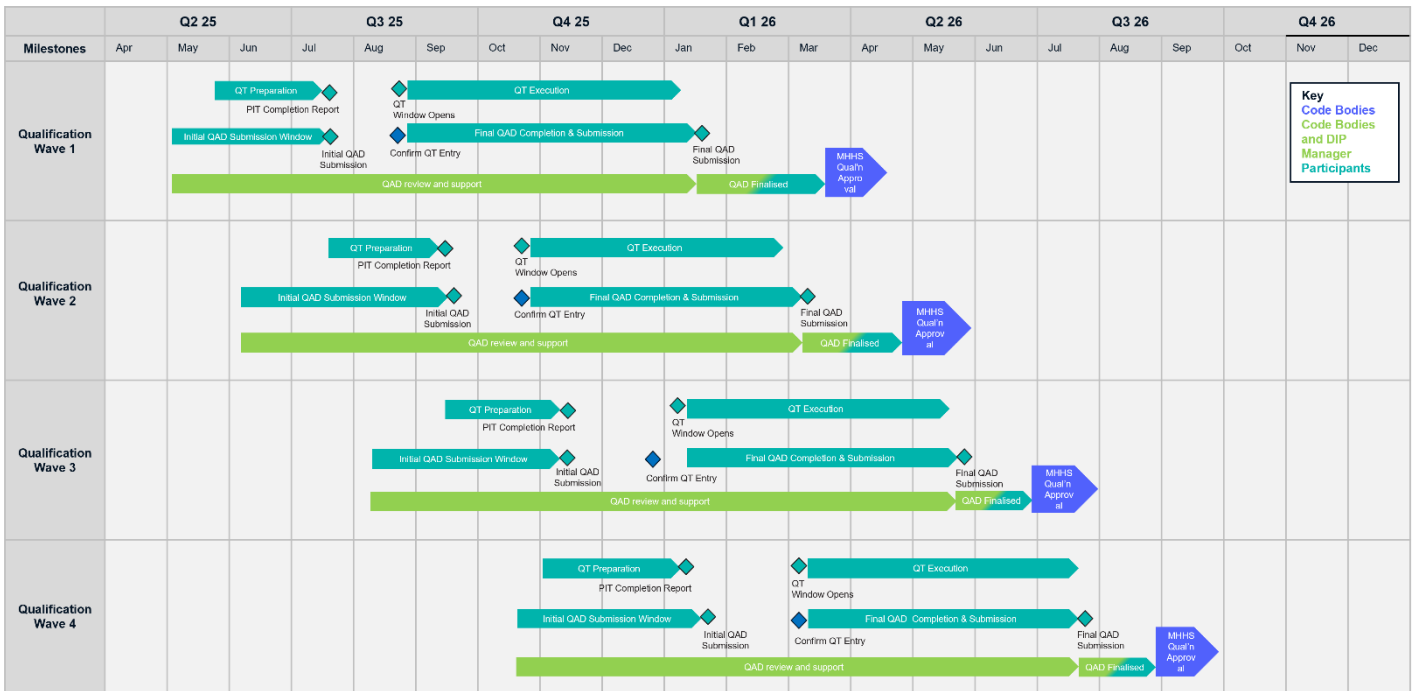 Q2 25 Q3 25 Q4 25 Q1 26 Q2 26 Q3 26 Q4 26
Milestones Apr May Jun Jul Aug Sep Oct Nov Dec Jan Feb Mar Apr May Jun Jul Aug Sep Oct Nov Dec
Key
Code Bodies
Code Bodies
and DIP
Manager
Participants
Qualification
Wave 1
QT Preparation
PIT Completion Report
QT
Window Opens
QT Execution
Initial QAD Submission Window
Initial QAD
Submission
Confirm QT Entry
Final QAD Completion & Submission
Final QAD
Submission
QAD review and support
QAD Finalised
MHHS
Qual'n
Appro
val
Qualification
Wave 2
QT Preparation
PIT Completion Report
QT
Window Opens
QT Execution
Initial QAD Submission Window
Initial QAD
Submission
Confirm QT Entry
Final QAD Completion & Submission
Final QAD
Submission
QAD review and support
QAD Finalised
MHHS
Qual'n
Approv
al
Qualification
Wave 3
QT Preparation
PIT Completion Report
QT
Window Opens
QT Execution
Initial QAD Submission Window
Initial QAD
Submission
Confirm QT Entry
Final QAD Completion & Submission
Final QAD
Submission
QAD review and support
QAD Finalised
MHHS
Qual'n
Approv
al
Qualification
Wave 4
QT Preparation
PIT Completion Report
QT
Window Opens
QT Execution
Initial QAD Submission Window
Initial QAD
Submission
Confirm QT Entry
Final QAD Completion & Submission
Final QAD
Submission
QAD review and support
QAD Finalised
MHHS
Qual'n
Approv
al